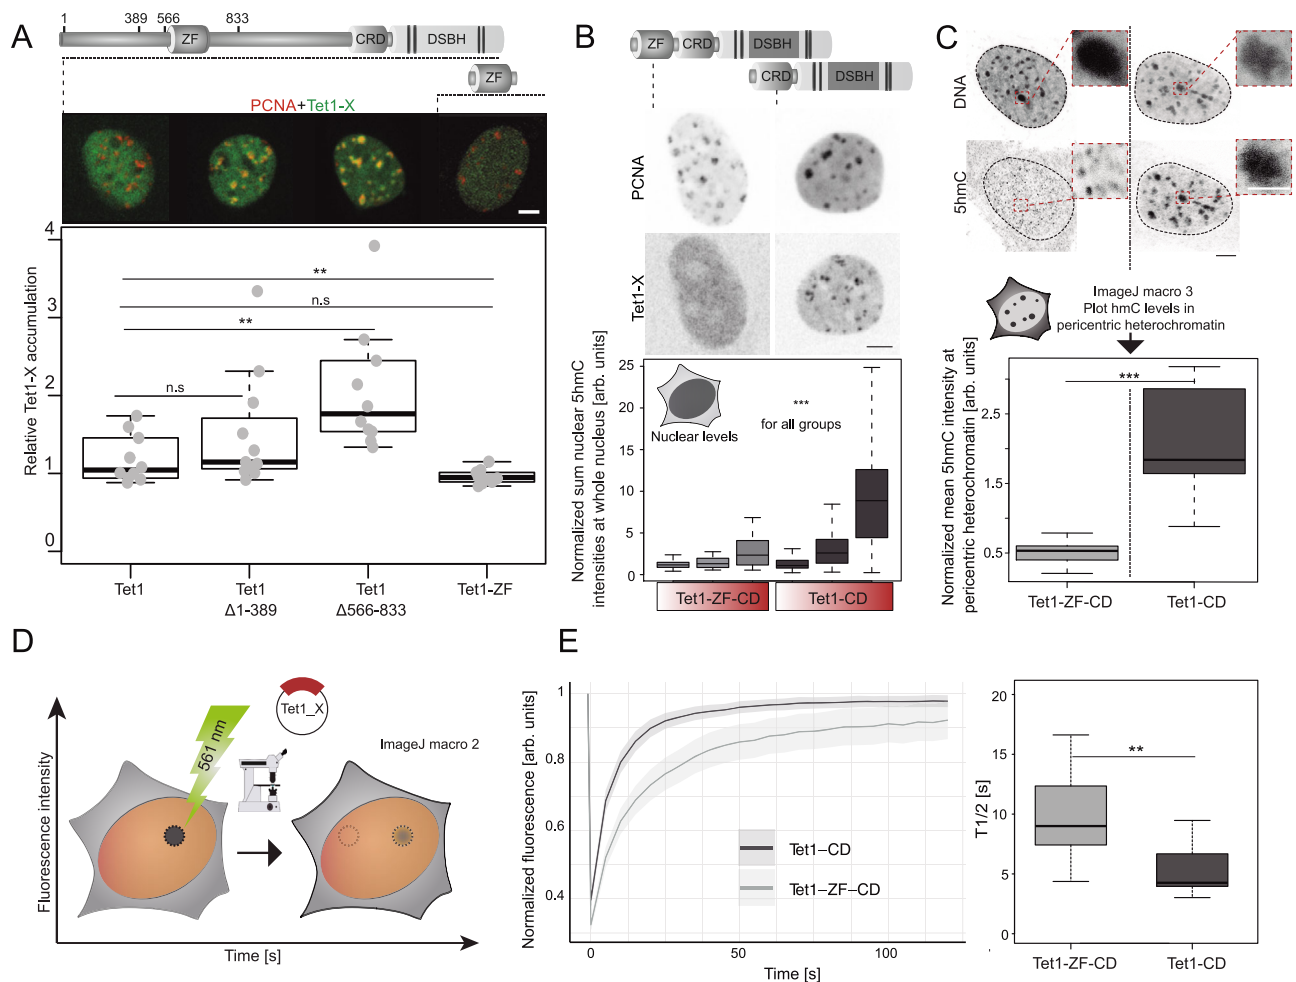 A
1 389 566 833
ZF CRD DSBH
ZF
PCNA+Tet1-X
Relative Tet1-X accumulation
4
3
2
1
0
**
n.s
**
n.s
Tet1
Tet1
Δ1-389
Tet1
Δ566-833
Tet1-ZF
B
ZF CRD DSBH
CRD DSBH
PCNA
Tet1-X
Normalized sum nuclear 5hmC
intensities at whole nucleus [arb. units]
25
20
15
10
5
0
Nuclear levels
***
for all groups
Tet1-ZF-CD
Tet1-CD
C
DNA
5hmC
ImageJ macro 3
Plot hmC levels in
pericentric heterochromatin
Normalized mean 5hmC intensity at
pericentric heterochromatin [arb. units]
2.5
1.5
0.5
***
Tet1-ZF-CD
Tet1-CD
D
Fluorescence intensity
561 nm
Tet1_X
ImageJ macro 2
Time [s]
E
Normalized fluorescence [arb. units]
1
0.8
0.6
0.4
Tet1–CD
Tet1–ZF–CD
0 50 100
Time [s]
T1/2 [s]
20
15
10
5
0
**
Tet1-ZF-CD
Tet1-CD